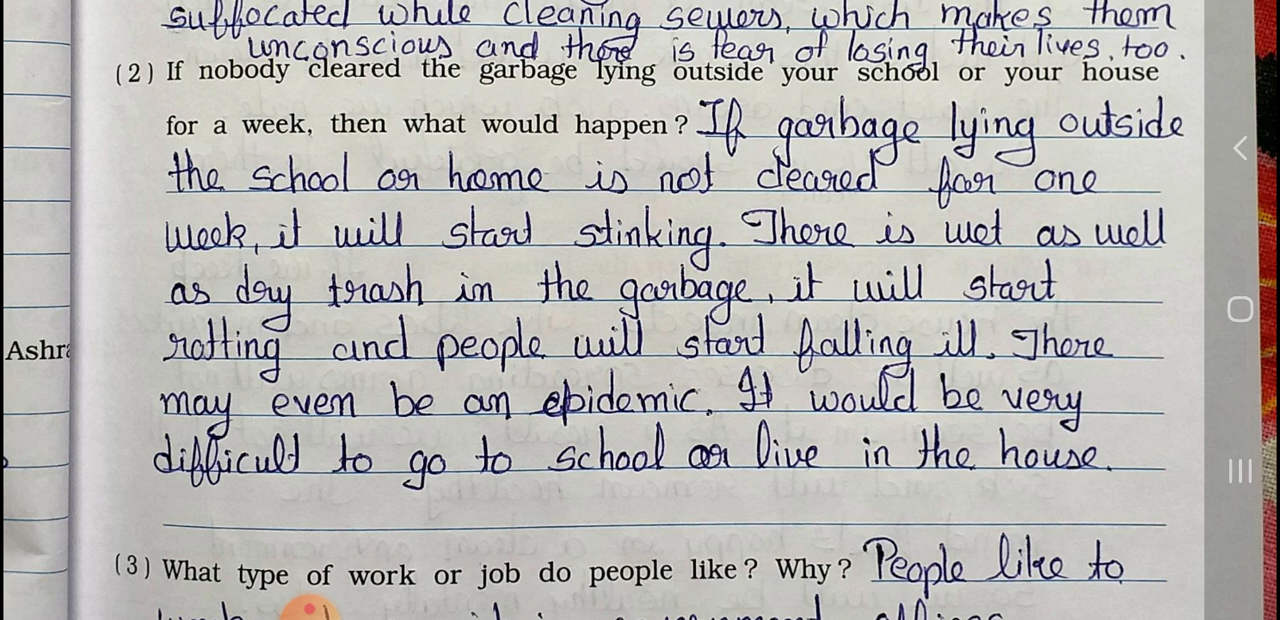 suffocated while cleaning sewers, which makes them
unconscious and there is fear of losing their lives, too.
(2) If nobody cleared the garbage lying outside your school or your house
for a week, then what would happen? If garbage lying outside
the school or home is not cleared for one
week, it will start stinking. There is wet as well
as dry trash in the garbage, it will start
Ashra
rotting and people will start falling ill. There
may even be an epidemic. It would be very
difficult to go to school or live in the house.
(3) What type of work or job do people like? Why? People like to